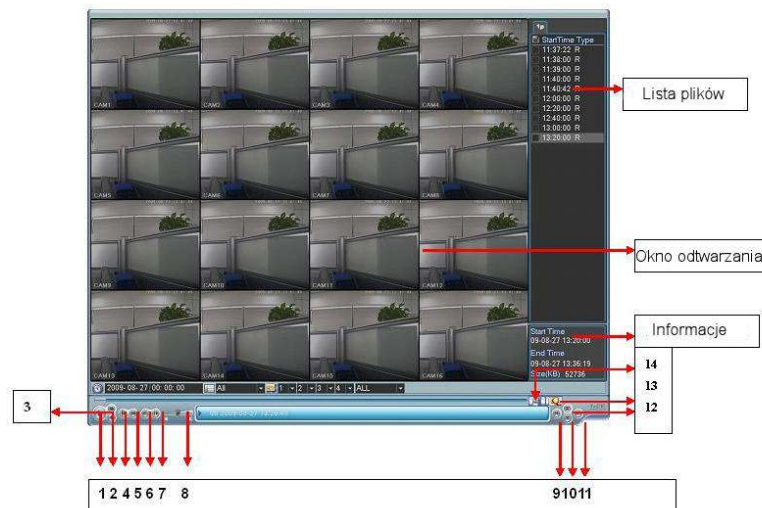 1p
StartTime Type
11:37:22 R
11:38:00 R
11:39:00 R
11:40:00 R
11:40:42 R
12:00:00 R
12:20:00 R
12:40:00 R
13:00:00 R
13:20:00 R
Lista plików
CAM1 CAM2 CAM3 CAM4
CAM5 CAM6 CAM7 CAM8
CAM9 CAM10 CAM11 CAM12
Okno odtwarzania
CAM13 CAM14 CAM15 CAM16
Start Time
09-08-27 13:20:00
End Time
09-08-27 13:36:19
Size(KB) 52736
Informacje
14
13
12
2009-08-27 00:00:00 All 1 2 3 4 ALL
3
1 2 4 5 6 7 8 91011